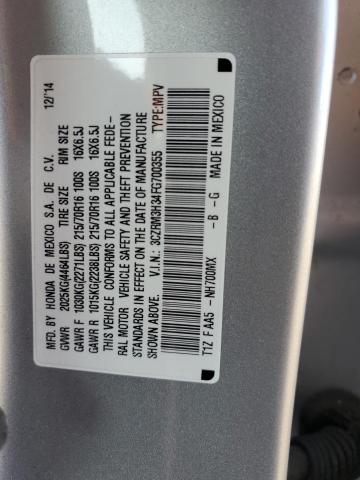 MFD. BY HONDA DE MEXICO S.A. DE C.V. 12/'14
GVWR 2025KG(4464LBS) TIRE SIZE RIM SIZE
GAWR F 1030KG(2271LBS) 215/70R16 100S 16X6.5J
GAWR R 1015KG(2238LBS) 215/70R16 100S 16X6.5J
THIS VEHICLE CONFORMS TO ALL APPLICABLE FEDE-
RAL MOTOR VEHICLE SAFETY AND THEFT PREVENTION
STANDARDS IN EFFECT ON THE DATE OF MANUFACTURE
SHOWN ABOVE. V.I.N.: 3CZRM3H34FG700355 TYPE:MPV
T1Z F AA5 -NH700MX -B -G MADE IN MEXICO